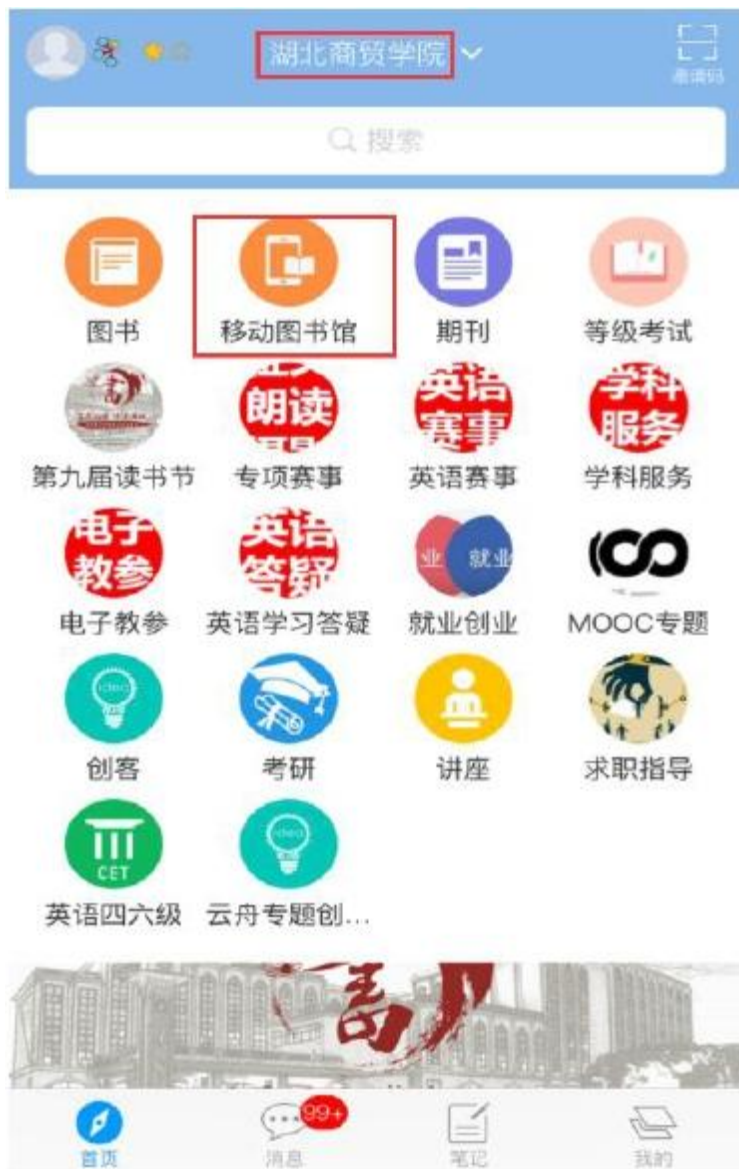 湖北商贸学院
邀请码
搜索
图书
移动图书馆
期刊
等级考试
朗读
英语
赛事
学科
服务
第九届读书节
专项赛事
英语赛事
学科服务
电子
教参
英语
答疑
业 就业
电子教参
英语学习答疑
就业创业
MOOC专题
idea
创客
考研
讲座
求职指导
CET
idea
英语四六级
云舟专题创...
99+
首页
消息
笔记
我的